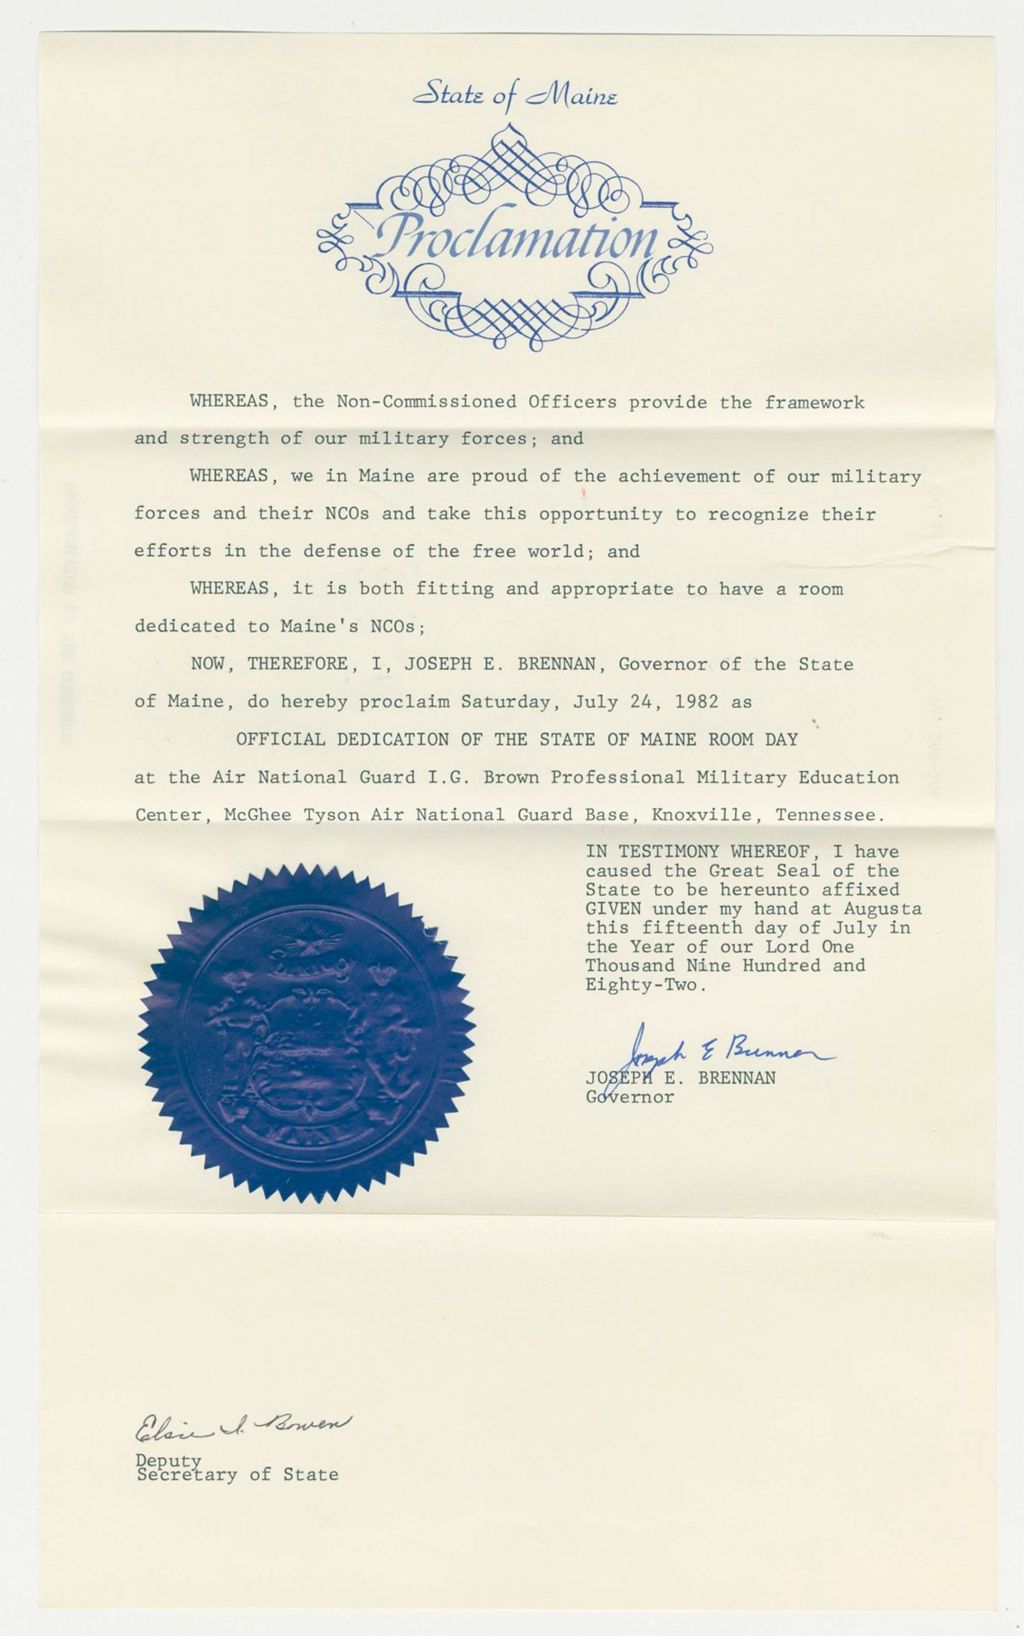 State of Maine
Proclamation
WHEREAS, the Non-Commissioned Officers provide the framework
and strength of our military forces; and
WHEREAS, we in Maine are proud of the achievement of our military
forces and their NCOs and take this opportunity to recognize their
efforts in the defense of the free world; and
WHEREAS, it is both fitting and appropriate to have a room
dedicated to Maine's NCOs;
NOW, THEREFORE, I, JOSEPH E. BRENNAN, Governor of the State
of Maine, do hereby proclaim Saturday, July 24, 1982 as
OFFICIAL DEDICATION OF THE STATE OF MAINE ROOM DAY
at the Air National Guard I.G. Brown Professional Military Education
Center, McGhee Tyson Air National Guard Base, Knoxville, Tennessee.
IN TESTIMONY WHEREOF, I have
caused the Great Seal of the
State to be hereunto affixed
GIVEN under my hand at Augusta
this fifteenth day of July in
the Year of our Lord One
Thousand Nine Hundred and
Eighty-Two.
Joseph E Brennan
JOSEPH E. BRENNAN
Governor
DIRIGO
MAINE
Elsie I. Bowen
Deputy
Secretary of State